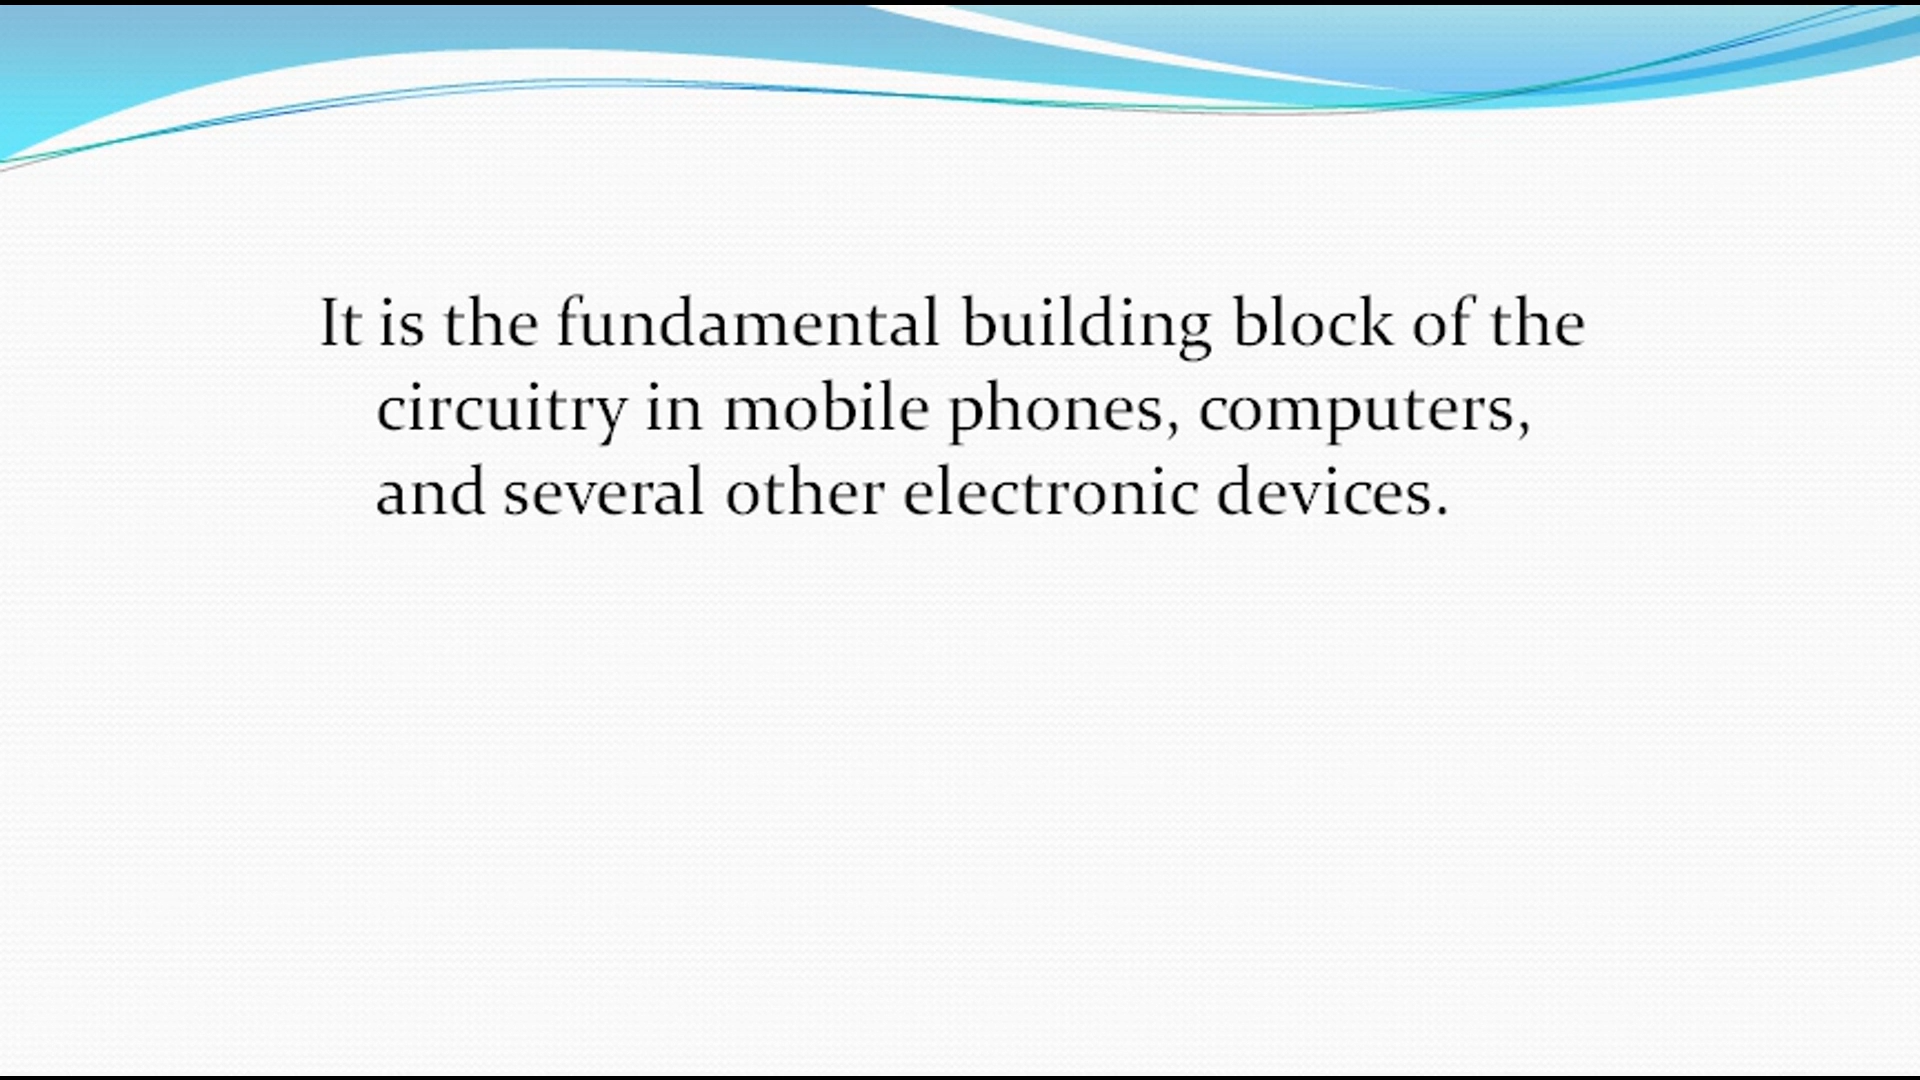 It is the fundamental building block of the
circuitry in mobile phones, computers,
and several other electronic devices.